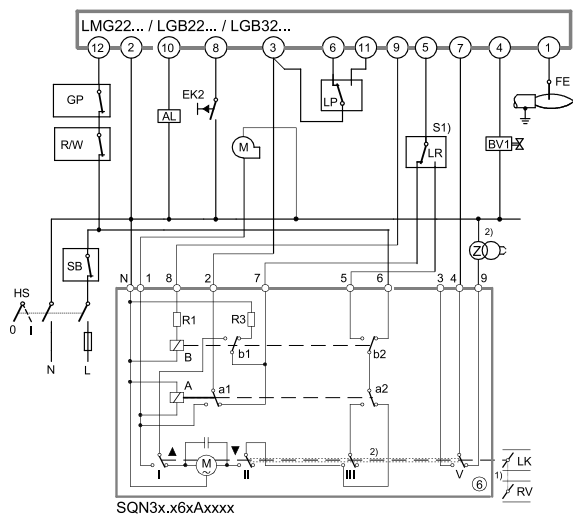 LMG22... / LGB22... / LGB32...
12 2 10 8 3 6 11 9 5 7 4 1
GP
EK2
LP
FE
AL
S1)
R/W
M
LR
BV1
2)
Z
SB
HS
N 1 8 2 7 5 6 3 4 9
0 I
R1 R3
N L
B b1 b2
A a1 a2
2)
I M II III V
LK
1)
6
RV
SQN3x.x6xAxxxx